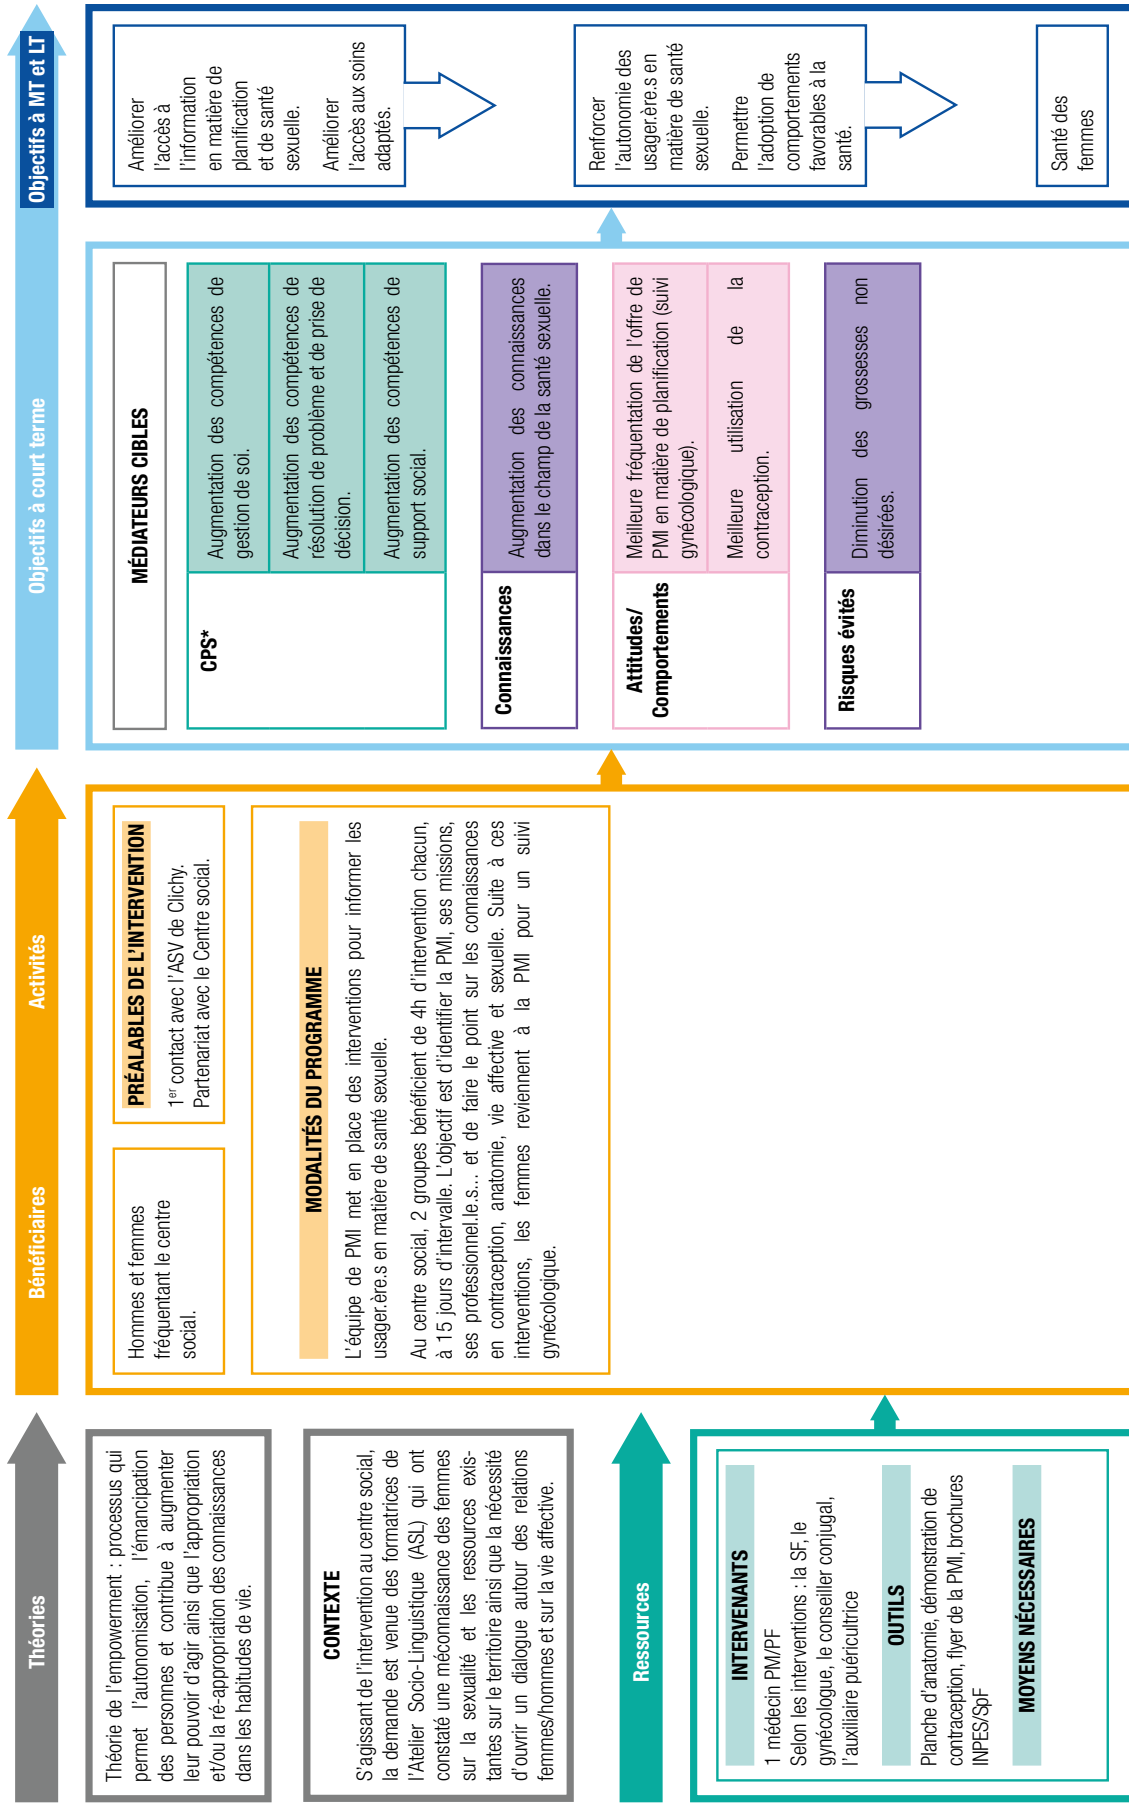 Théories
Théorie de l'empowerment : processus qui
permet l'autonomisation, l'émancipation
des personnes et contribue à augmenter
leur pouvoir d'agir ainsi que l'appropriation
et/ou la ré-appropriation des connaissances
dans les habitudes de vie.
CONTEXTE
S'agissant de l'intervention au centre social,
la demande est venue des formatrices de
l'Atelier Socio-Linguistique (ASL) qui ont
constaté une méconnaissance des femmes
sur la sexualité et les ressources exis-
tantes sur le territoire ainsi que la nécessité
d'ouvrir un dialogue autour des relations
femmes/hommes et sur la vie affective.
Ressources
INTERVENANTS
1 médecin PM/PF
Selon les interventions : la SF, le
gynécologue, le conseiller conjugal,
l'auxiliaire puéricultrice
OUTILS
Planche d'anatomie, démonstration de
contraception, flyer de la PMI, brochures
INPES/SpF
MOYENS NÉCESSAIRES
Bénéficiaires
Activités
Hommes et femmes
fréquentant le centre
social.
PRÉALABLES DE L'INTERVENTION
1er contact avec l'ASV de Clichy.
Partenariat avec le Centre social.
MODALITÉS DU PROGRAMME
L'équipe de PMI met en place des interventions pour informer les
usager.ère.s en matière de santé sexuelle.
Au centre social, 2 groupes bénéficient de 4h d'intervention chacun,
à 15 jours d'intervalle. L'objectif est d'identifier la PMI, ses missions,
ses professionnel.le.s... et de faire le point sur les connaissances
en contraception, anatomie, vie affective et sexuelle. Suite à ces
interventions, les femmes reviennent à la PMI pour un suivi
gynécologique.
Objectifs à court terme
MÉDIATEURS CIBLES
CPS*
Augmentation des compétences de
gestion de soi.
Augmentation des compétences de
résolution de problème et de prise de
décision.
Augmentation des compétences de
support social.
Connaissances
Augmentation des connaissances
dans le champ de la santé sexuelle.
Attitudes/
Comportements
Meilleure fréquentation de l'offre de
PMI en matière de planification (suivi
gynécologique).
Meilleure utilisation de la
contraception.
Risques évités
Diminution des grossesses non
désirées.
Objectifs à MT et LT
Améliorer
l'accès à
l'information
en matière de
planification
et de santé
sexuelle.
Améliorer
l'accès aux soins
adaptés.
Renforcer
l'autonomie des
usager.ère.s en
matière de santé
sexuelle.
Permettre
l'adoption de
comportements
favorables à la
santé.
Santé des
femmes